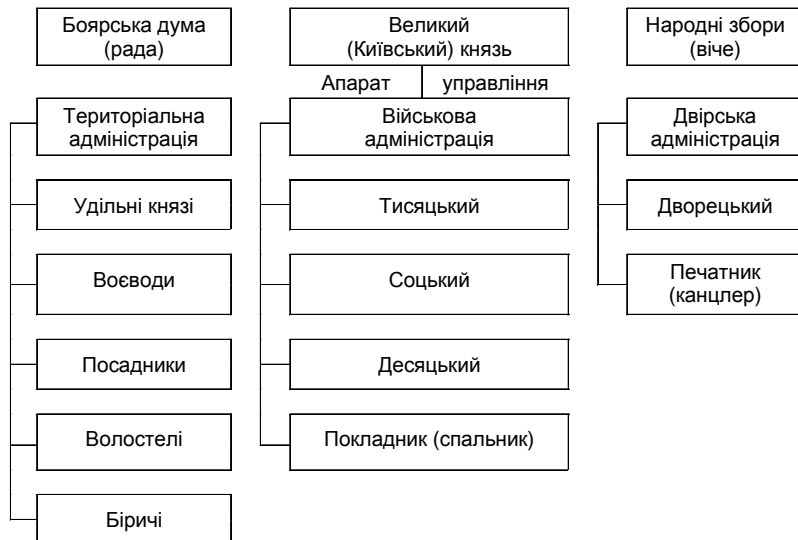 Боярська дума
(рада)
Великий
(Київський) князь
Народні збори
(віче)
Апарат управління
Територіальна
адміністрація
Військова
адміністрація
Двірська
адміністрація
Удільні князі
Тисяцький
Дворецький
Воєводи
Соцький
Печатник
(канцлер)
Посадники
Десяцький
Волостелі
Покладник (спальник)
Біричі